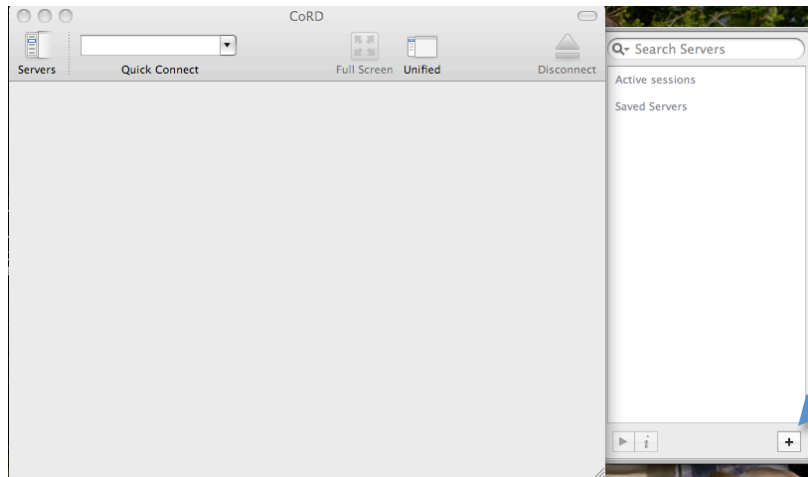 CoRD
Servers
Quick Connect
Full Screen
Unified
Disconnect
Search Servers
Active sessions
Saved Servers
i
+